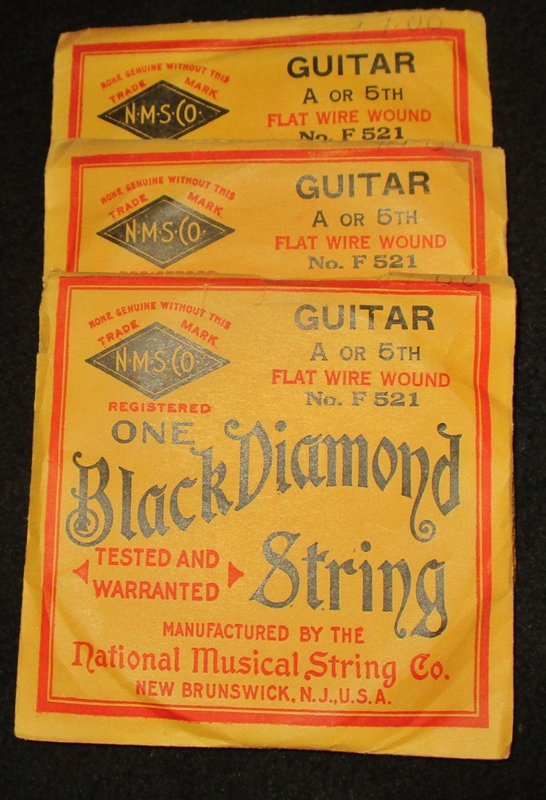 NONE GENUINE WITHOUT THIS
TRADE MARK
N·M·S·CO·
GUITAR
A OR 5TH
FLAT WIRE WOUND
No. F 521
NONE GENUINE WITHOUT THIS
TRADE MARK
N·M·S·CO·
REGISTERED
GUITAR
A OR 5TH
FLAT WIRE WOUND
No. F 521
NONE GENUINE WITHOUT THIS
TRADE MARK
N·M·S·CO·
REGISTERED
GUITAR
A OR 5TH
FLAT WIRE WOUND
No. F 521
ONE
Black Diamond
String
TESTED AND
WARRANTED
MANUFACTURED BY THE
National Musical String Co.
NEW BRUNSWICK, N.J., U.S.A.